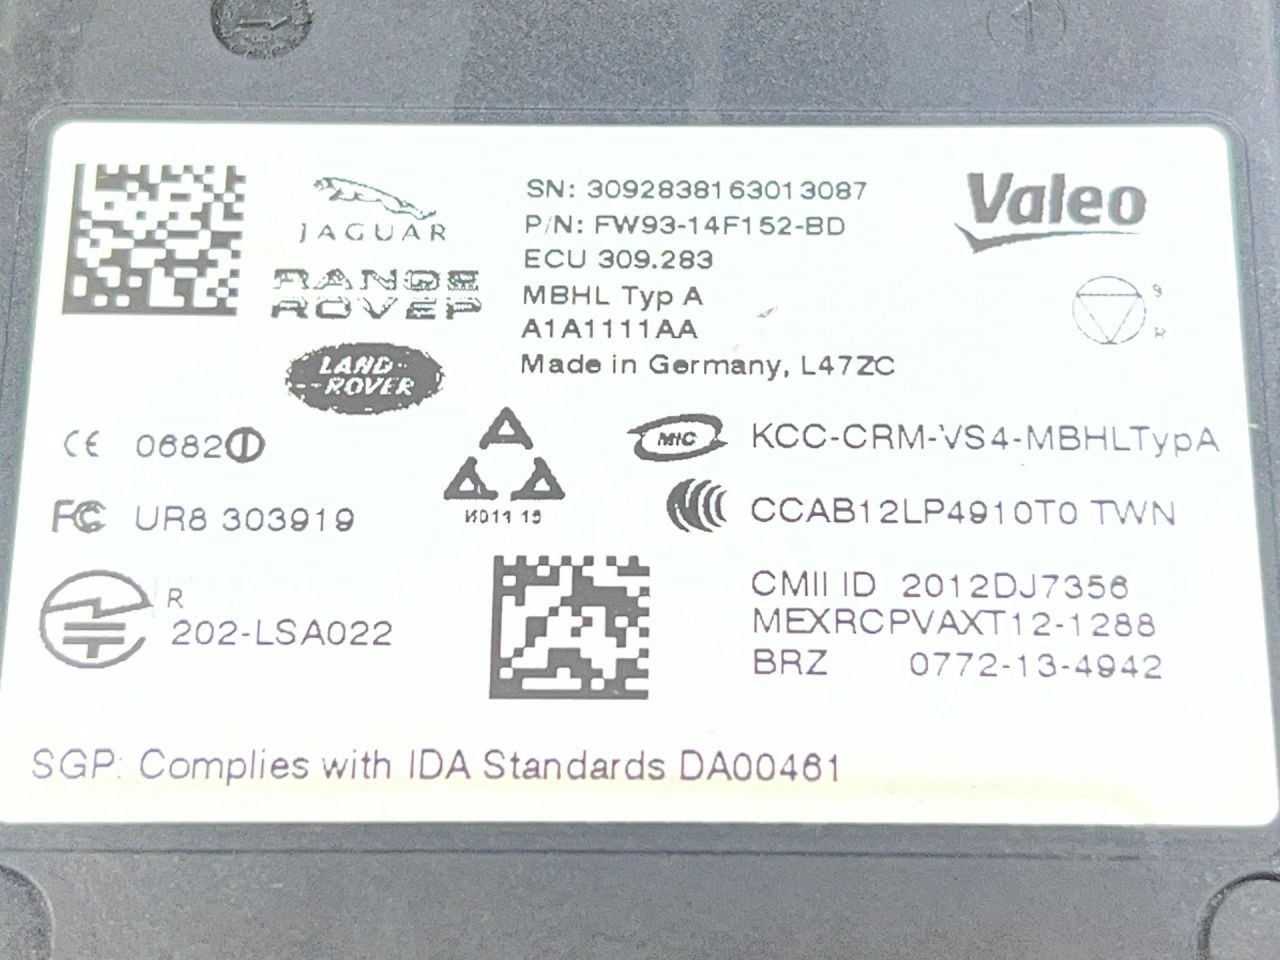 JAGUAR
RANGE
ROVER
LAND
ROVER
SN: 3092838163013087
P/N: FW93-14F152-BD
ECU 309.283
MBHL Typ A
A1A1111AA
Made in Germany, L47ZC
Valeo
9
R
CE 0682
FC UR8 303919
R
202-LSA022
MIC KCC-CRM-VS4-MBHLTypA
CCAB12LP4910T0 TWN
CMII ID 2012DJ7356
MEXRCPVAXT12-1288
BRZ 0772-13-4942
SGP: Complies with IDA Standards DA00461